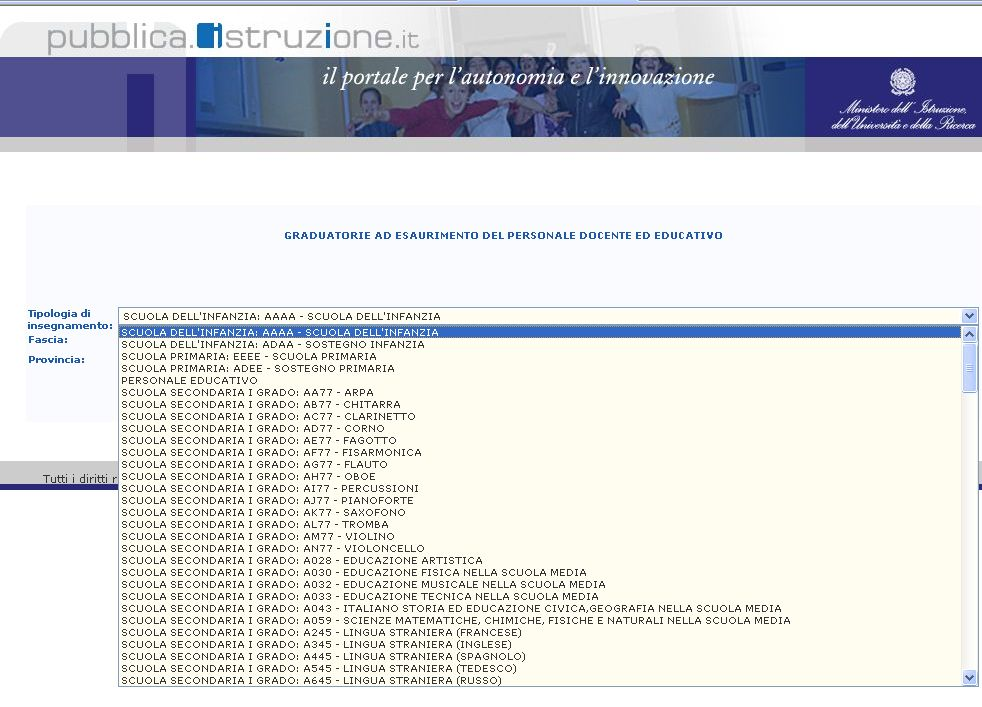 pubblica.istruzione.it
il portale per l'autonomia e l'innovazione
Ministero dell'Istruzione,
dell'Università e della Ricerca
GRADUATORIE AD ESAURIMENTO DEL PERSONALE DOCENTE ED EDUCATIVO
Tipologia di
insegnamento:
SCUOLA DELL'INFANZIA: AAAA - SCUOLA DELL'INFANZIA
Fascia:
Provincia:
SCUOLA DELL'INFANZIA: AAAA - SCUOLA DELL'INFANZIA
SCUOLA DELL'INFANZIA: ADAA - SOSTEGNO INFANZIA
SCUOLA PRIMARIA: EEEE - SCUOLA PRIMARIA
SCUOLA PRIMARIA: ADEE - SOSTEGNO PRIMARIA
PERSONALE EDUCATIVO
SCUOLA SECONDARIA I GRADO: AA77 - ARPA
SCUOLA SECONDARIA I GRADO: AB77 - CHITARRA
SCUOLA SECONDARIA I GRADO: AC77 - CLARINETTO
SCUOLA SECONDARIA I GRADO: AD77 - CORNO
SCUOLA SECONDARIA I GRADO: AE77 - FAGOTTO
SCUOLA SECONDARIA I GRADO: AF77 - FISARMONICA
SCUOLA SECONDARIA I GRADO: AG77 - FLAUTO
SCUOLA SECONDARIA I GRADO: AH77 - OBOE
SCUOLA SECONDARIA I GRADO: AI77 - PERCUSSIONI
SCUOLA SECONDARIA I GRADO: AJ77 - PIANOFORTE
SCUOLA SECONDARIA I GRADO: AK77 - SAXOFONO
SCUOLA SECONDARIA I GRADO: AL77 - TROMBA
SCUOLA SECONDARIA I GRADO: AM77 - VIOLINO
SCUOLA SECONDARIA I GRADO: AN77 - VIOLONCELLO
SCUOLA SECONDARIA I GRADO: A028 - EDUCAZIONE ARTISTICA
SCUOLA SECONDARIA I GRADO: A030 - EDUCAZIONE FISICA NELLA SCUOLA MEDIA
SCUOLA SECONDARIA I GRADO: A032 - EDUCAZIONE MUSICALE NELLA SCUOLA MEDIA
SCUOLA SECONDARIA I GRADO: A033 - EDUCAZIONE TECNICA NELLA SCUOLA MEDIA
SCUOLA SECONDARIA I GRADO: A043 - ITALIANO STORIA ED EDUCAZIONE CIVICA,GEOGRAFIA NELLA SCUOLA MEDIA
SCUOLA SECONDARIA I GRADO: A059 - SCIENZE MATEMATICHE, CHIMICHE, FISICHE E NATURALI NELLA SCUOLA MEDIA
SCUOLA SECONDARIA I GRADO: A245 - LINGUA STRANIERA (FRANCESE)
SCUOLA SECONDARIA I GRADO: A345 - LINGUA STRANIERA (INGLESE)
SCUOLA SECONDARIA I GRADO: A445 - LINGUA STRANIERA (SPAGNOLO)
SCUOLA SECONDARIA I GRADO: A545 - LINGUA STRANIERA (TEDESCO)
SCUOLA SECONDARIA I GRADO: A645 - LINGUA STRANIERA (RUSSO)
Tutti i diritti r